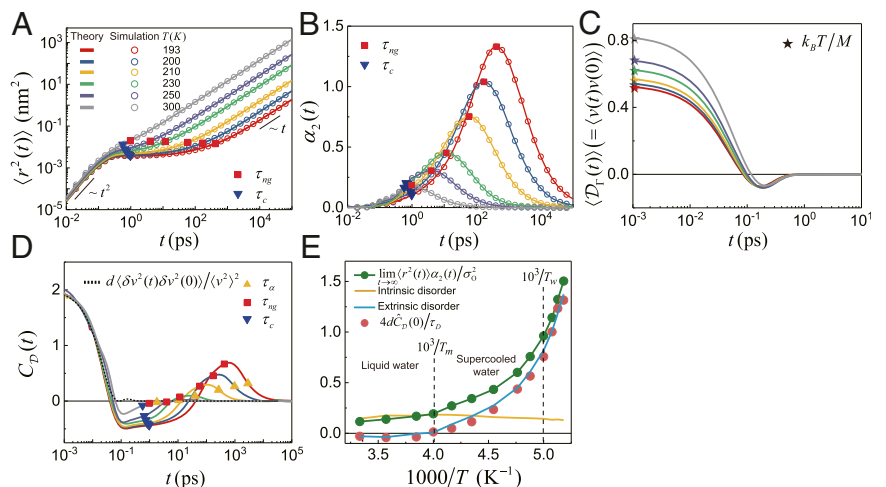 A
Theory Simulation T(K)
193
200
210
230
250
300
10³
10¹
10⁻¹
10⁻³
10⁻⁵
⟨r²(t)⟩ (nm²)
~ t²
~ t
τ_ng
τ_c
10⁻² 10⁰ 10² 10⁴
t (ps)
B
τ_ng
τ_c
1.5
1.0
0.5
0.0
α₂(t)
10⁻² 10⁰ 10² 10⁴
t (ps)
C
★ k_BT/M
0.8
0.4
0.0
⟨𝒟_Γ(t)⟩(=⟨v(t)v(0)⟩)
10⁻³ 10⁻² 10⁻¹ 10⁰ 10¹
t (ps)
D
d⟨δv²(t)δv²(0)⟩/⟨v²⟩²
τ_α
τ_ng
τ_c
2
1
0
C_𝒟(t)
10⁻³ 10⁻¹ 10¹ 10³ 10⁵
t (ps)
E
lim t→∞ ⟨r²(t)⟩α₂(t)/σ_O²
Intrinsic disorder
Extrinsic disorder
4dĈ_𝒟(0)/τ_D
10³/T_w
10³/T_m
Liquid water
Supercooled
water
1.5
1.0
0.5
0.0
3.5 4.0 4.5 5.0
1000/T (K⁻¹)